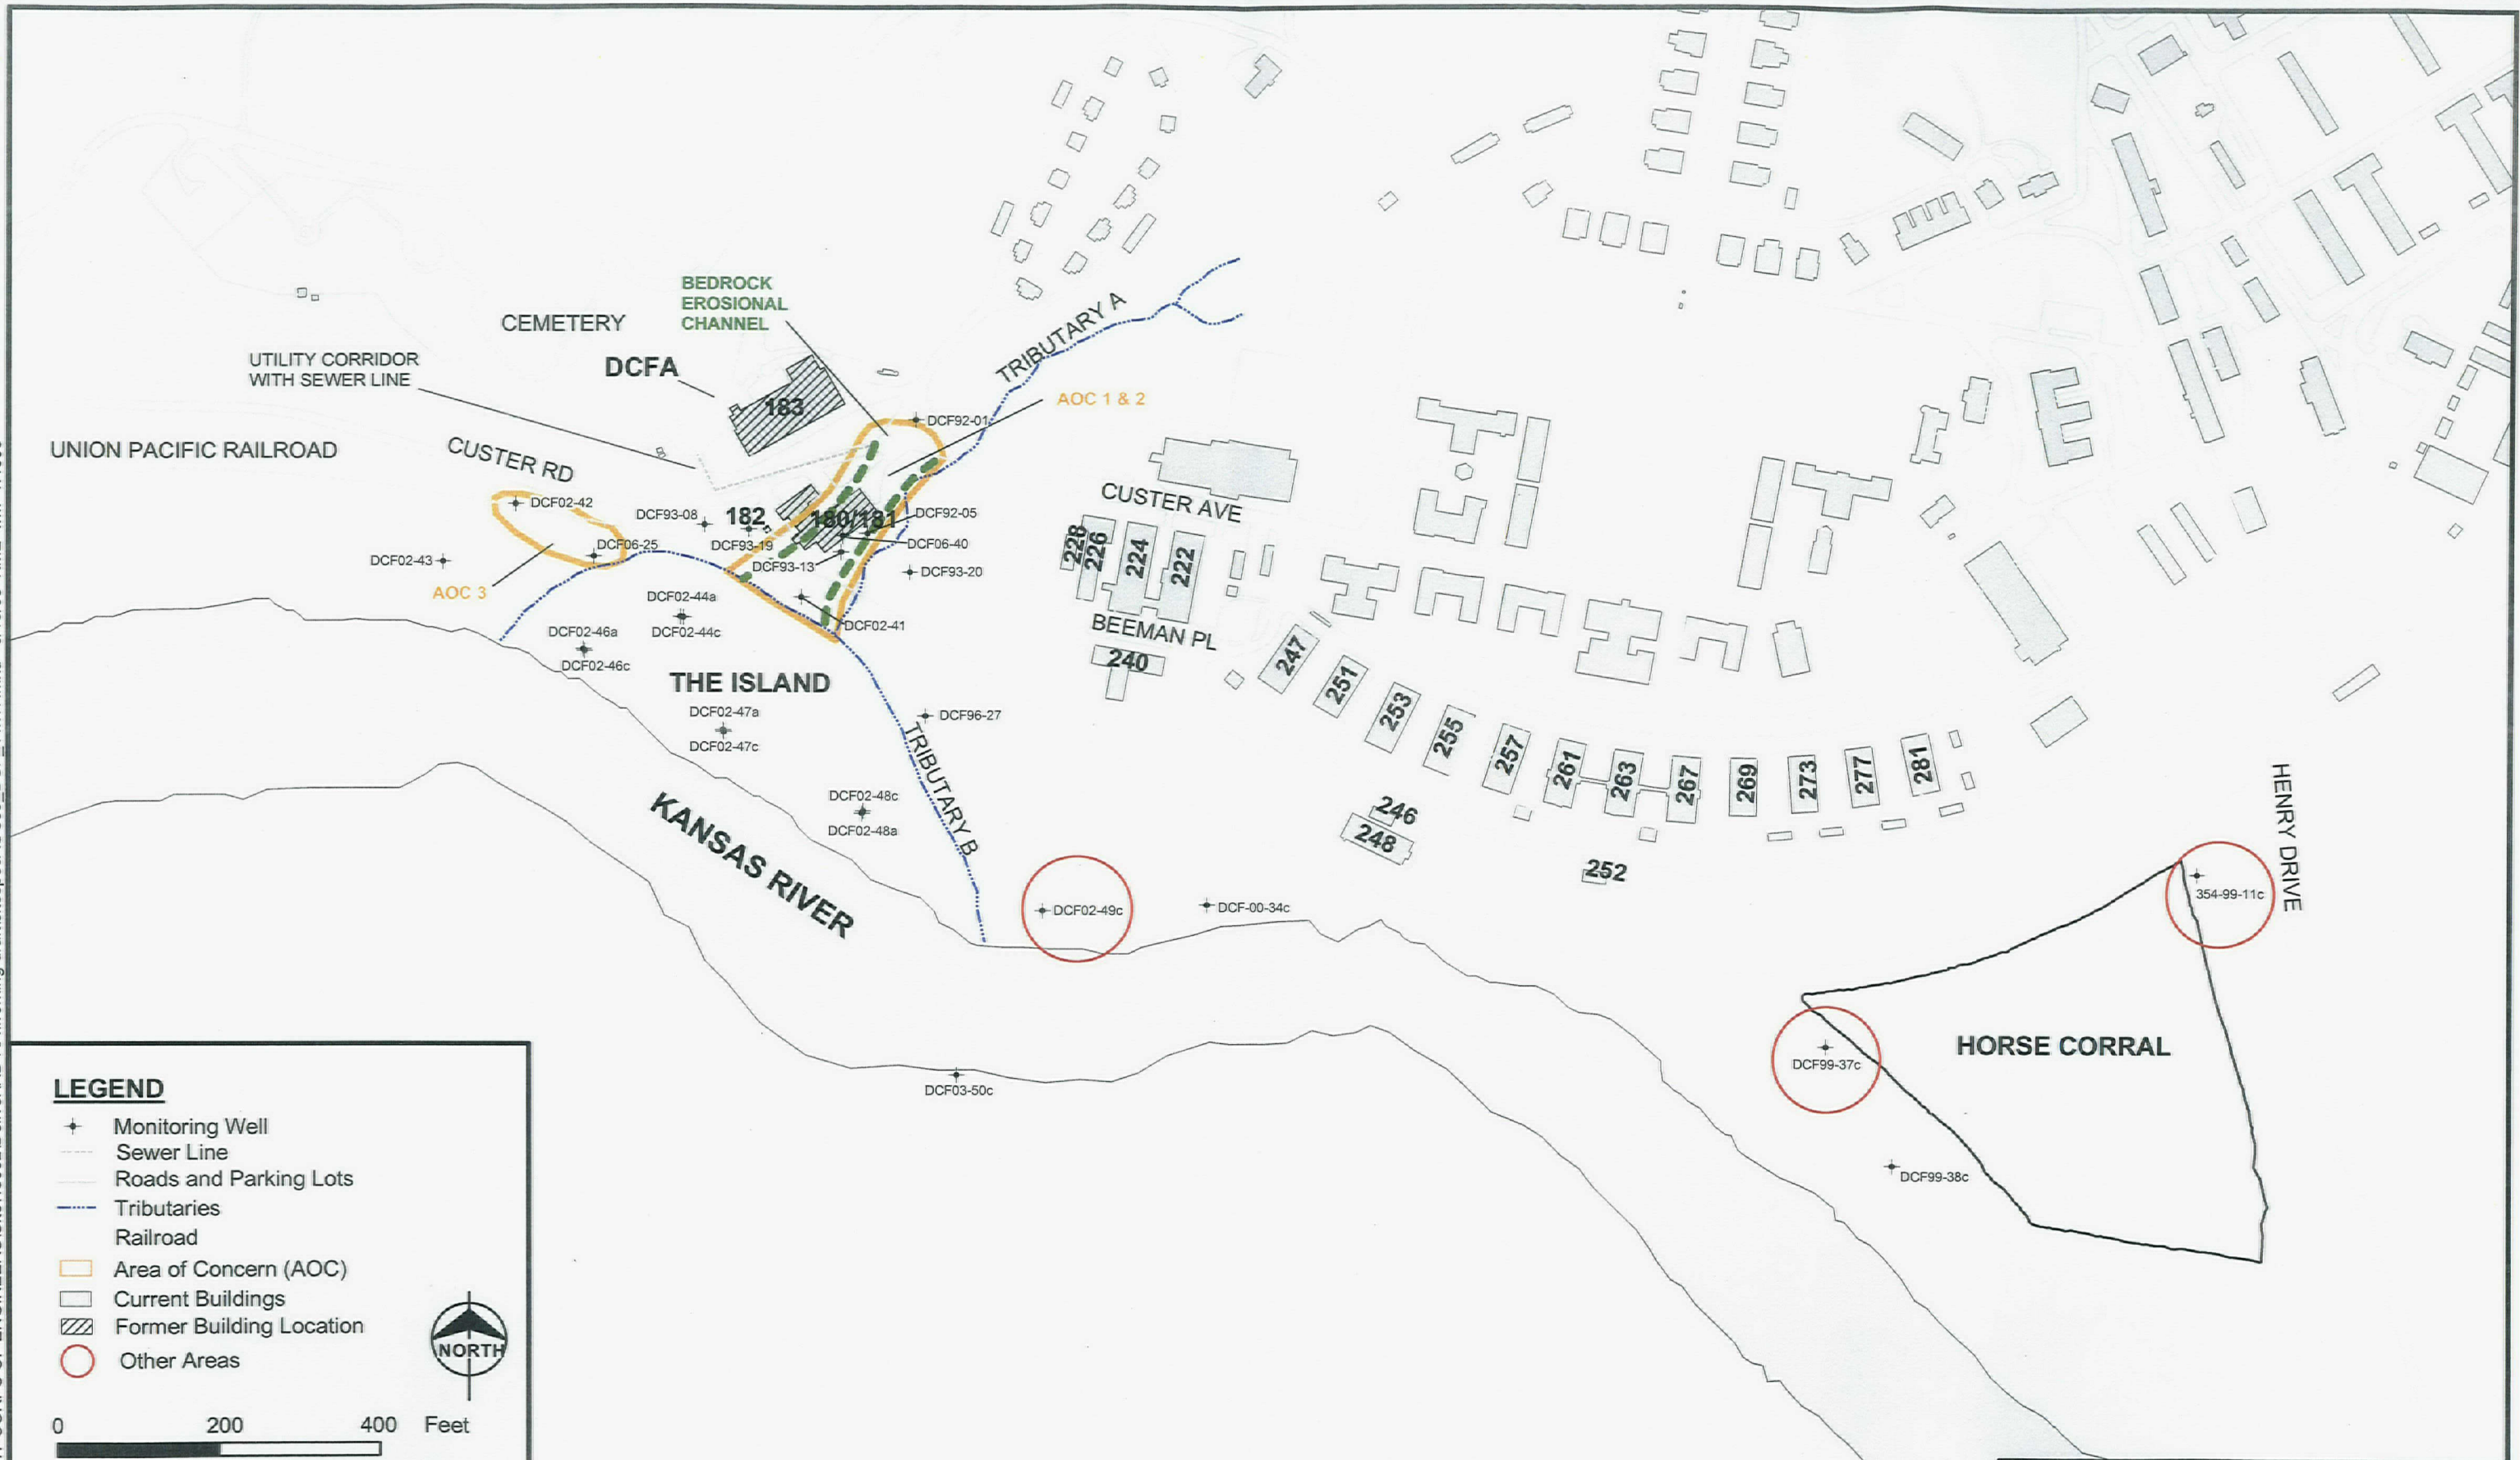 BEDROCK
EROSIONAL
CHANNEL
CEMETERY
TRIBUTARY A
UTILITY CORRIDOR
WITH SEWER LINE
DCFA
183
AOC 1 & 2
DCF92-01
UNION PACIFIC RAILROAD
CUSTER RD
DCF02-42
DCF93-08
182
180/181
DCF92-05
DCF93-19
DCF06-40
DCF06-25
DCF02-43
DCF93-13
DCF93-20
AOC 3
DCF02-44a
DCF02-44c
DCF02-41
DCF02-46a
DCF02-46c
THE ISLAND
DCF02-47a
DCF02-47c
DCF96-27
TRIBUTARY B
DCF02-48c
DCF02-48a
KANSAS RIVER
CUSTER AVE
228
226
224
222
BEEMAN PL
240
247
251
253
255
257
261
263
267
269
273
277
281
246
248
252
HENRY DRIVE
354-99-11c
DCF02-49c
DCF-00-34c
HORSE CORRAL
DCF99-37c
DCF03-50c
DCF99-38c
LEGEND
Monitoring Well
Sewer Line
Roads and Parking Lots
Tributaries
Railroad
Area of Concern (AOC)
Current Buildings
Former Building Location
Other Areas
NORTH
0 200 400 Feet